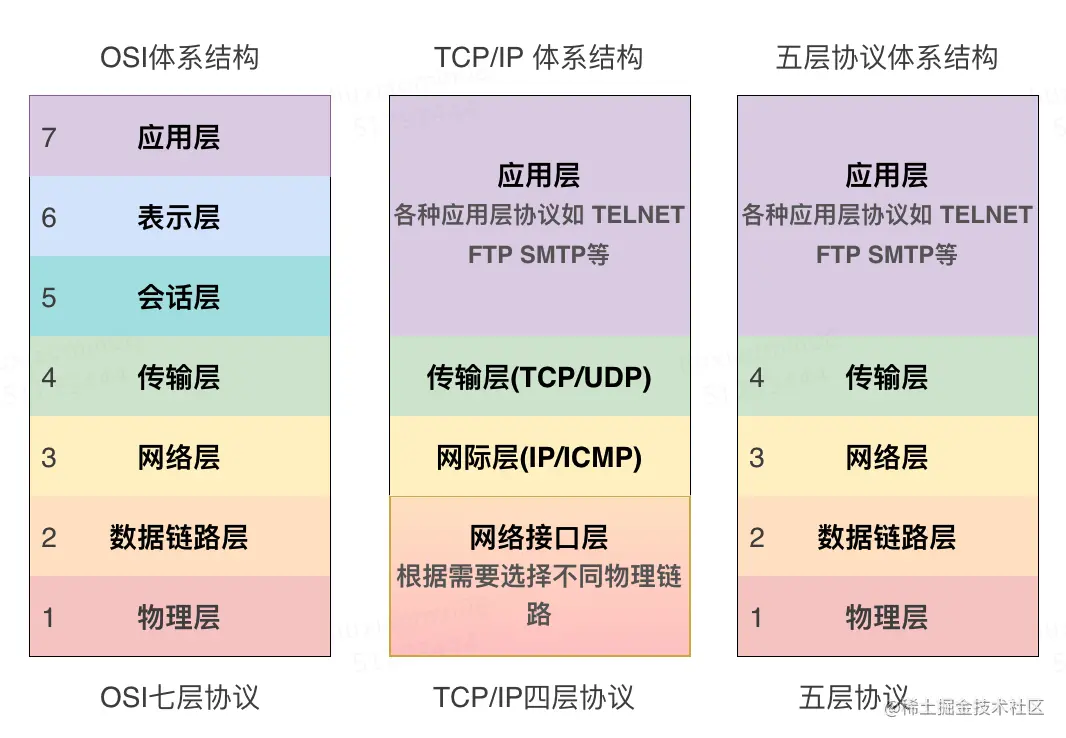 OSI体系结构
7 应用层
6 表示层
5 会话层
4 传输层
3 网络层
2 数据链路层
1 物理层
OSI七层协议
TCP/IP 体系结构
应用层
各种应用层协议如 TELNET
FTP SMTP等
传输层(TCP/UDP)
网际层(IP/ICMP)
网络接口层
根据需要选择不同物理链
路
TCP/IP四层协议
五层协议体系结构
应用层
各种应用层协议如 TELNET
FTP SMTP等
4 传输层
3 网络层
2 数据链路层
1 物理层
五层协议
@稀土掘金技术社区